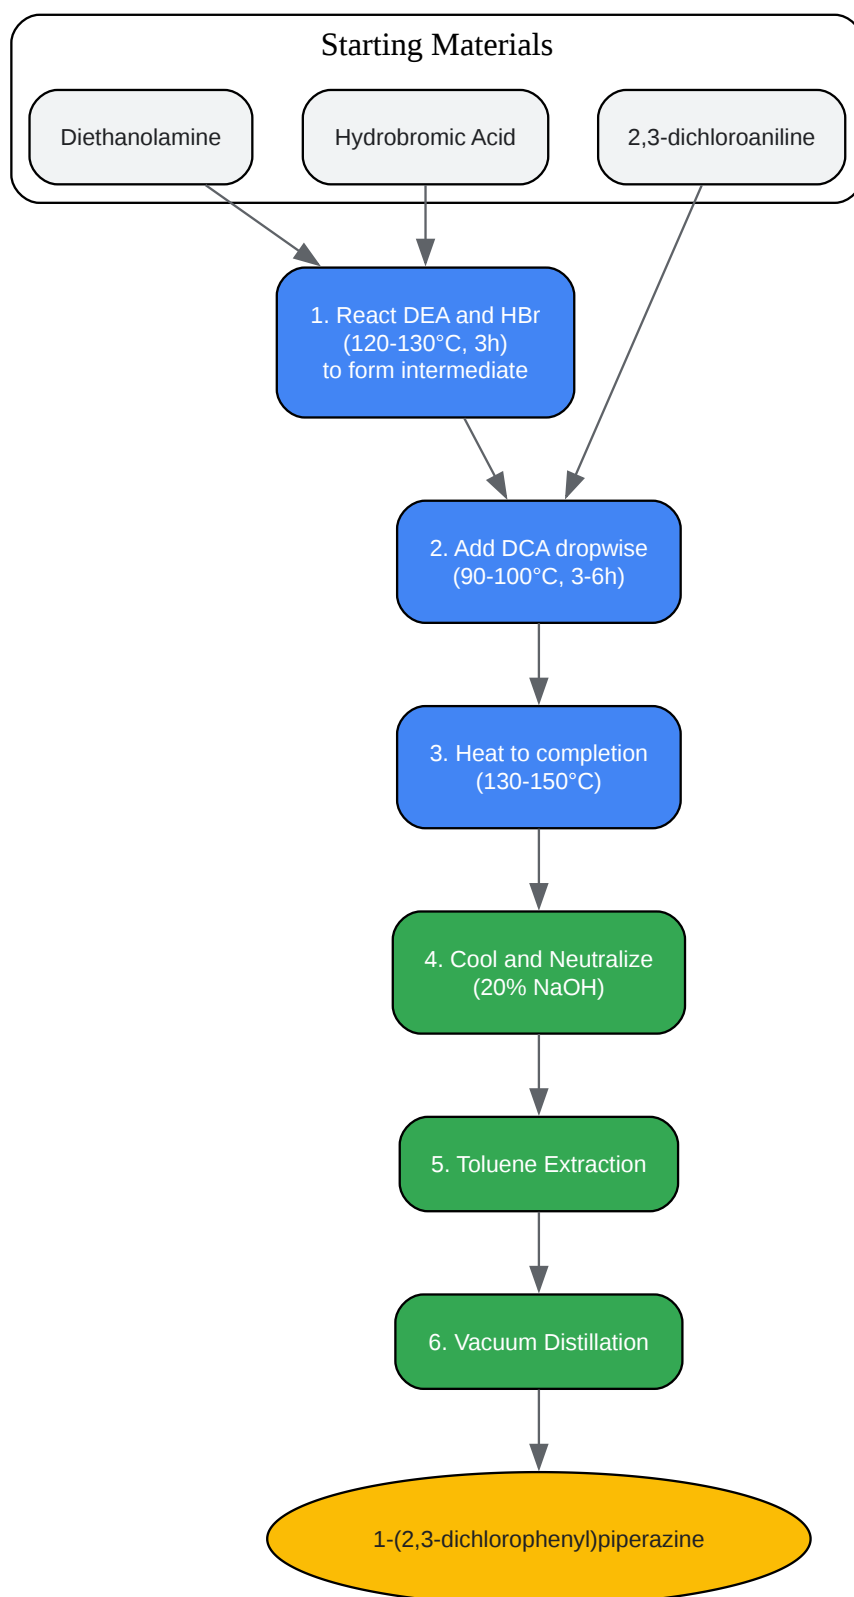 Starting Materials
Diethanolamine
Hydrobromic Acid
2,3-dichloroaniline
1. React DEA and HBr
(120-130°C, 3h)
to form intermediate
2. Add DCA dropwise
(90-100°C, 3-6h)
3. Heat to completion
(130-150°C)
4. Cool and Neutralize
(20% NaOH)
5. Toluene Extraction
6. Vacuum Distillation
1-(2,3-dichlorophenyl)piperazine